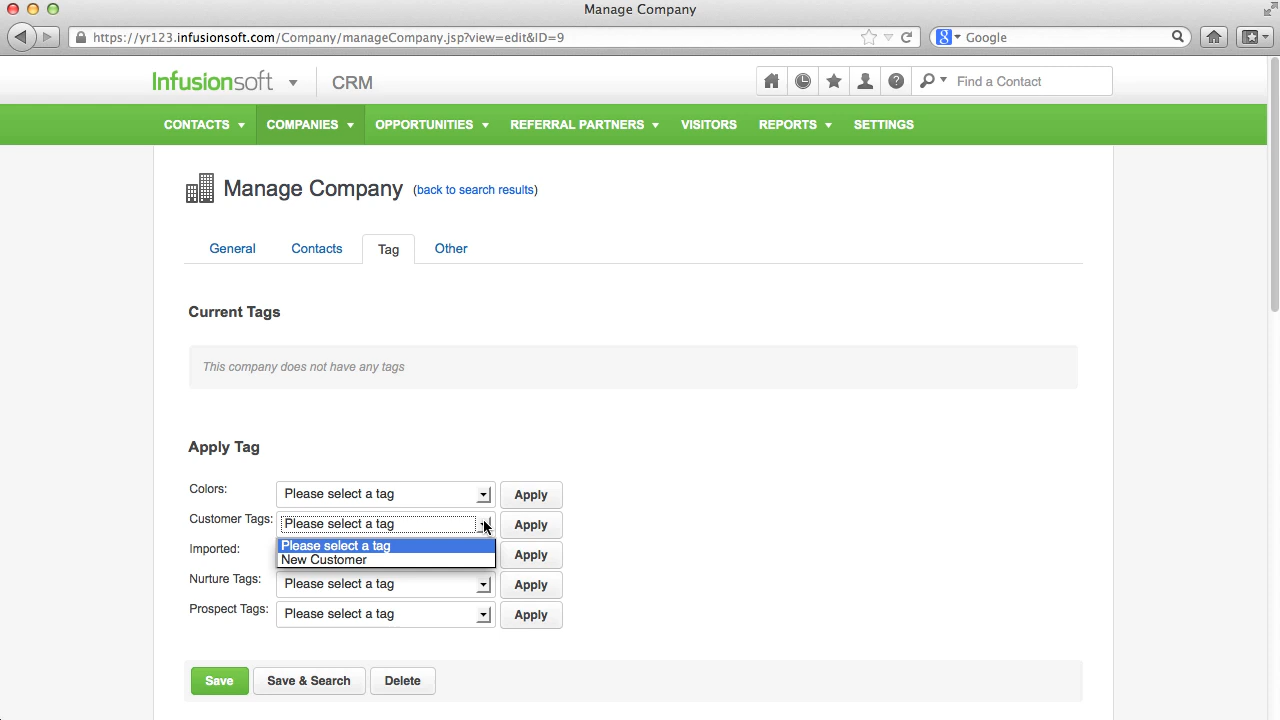 Manage Company
https://yr123.infusionsoft.com/Company/manageCompany.jsp?view=edit&ID=9
Google
Infusionsoft CRM
Find a Contact
CONTACTS COMPANIES OPPORTUNITIES REFERRAL PARTNERS VISITORS REPORTS SETTINGS
Manage Company (back to search results)
General Contacts Tag Other
Current Tags
This company does not have any tags
Apply Tag
Colors: Please select a tag Apply
Customer Tags: Please select a tag Apply
Please select a tag
Imported: Apply
New Customer
Nurture Tags: Please select a tag Apply
Prospect Tags: Please select a tag Apply
Save Save & Search Delete